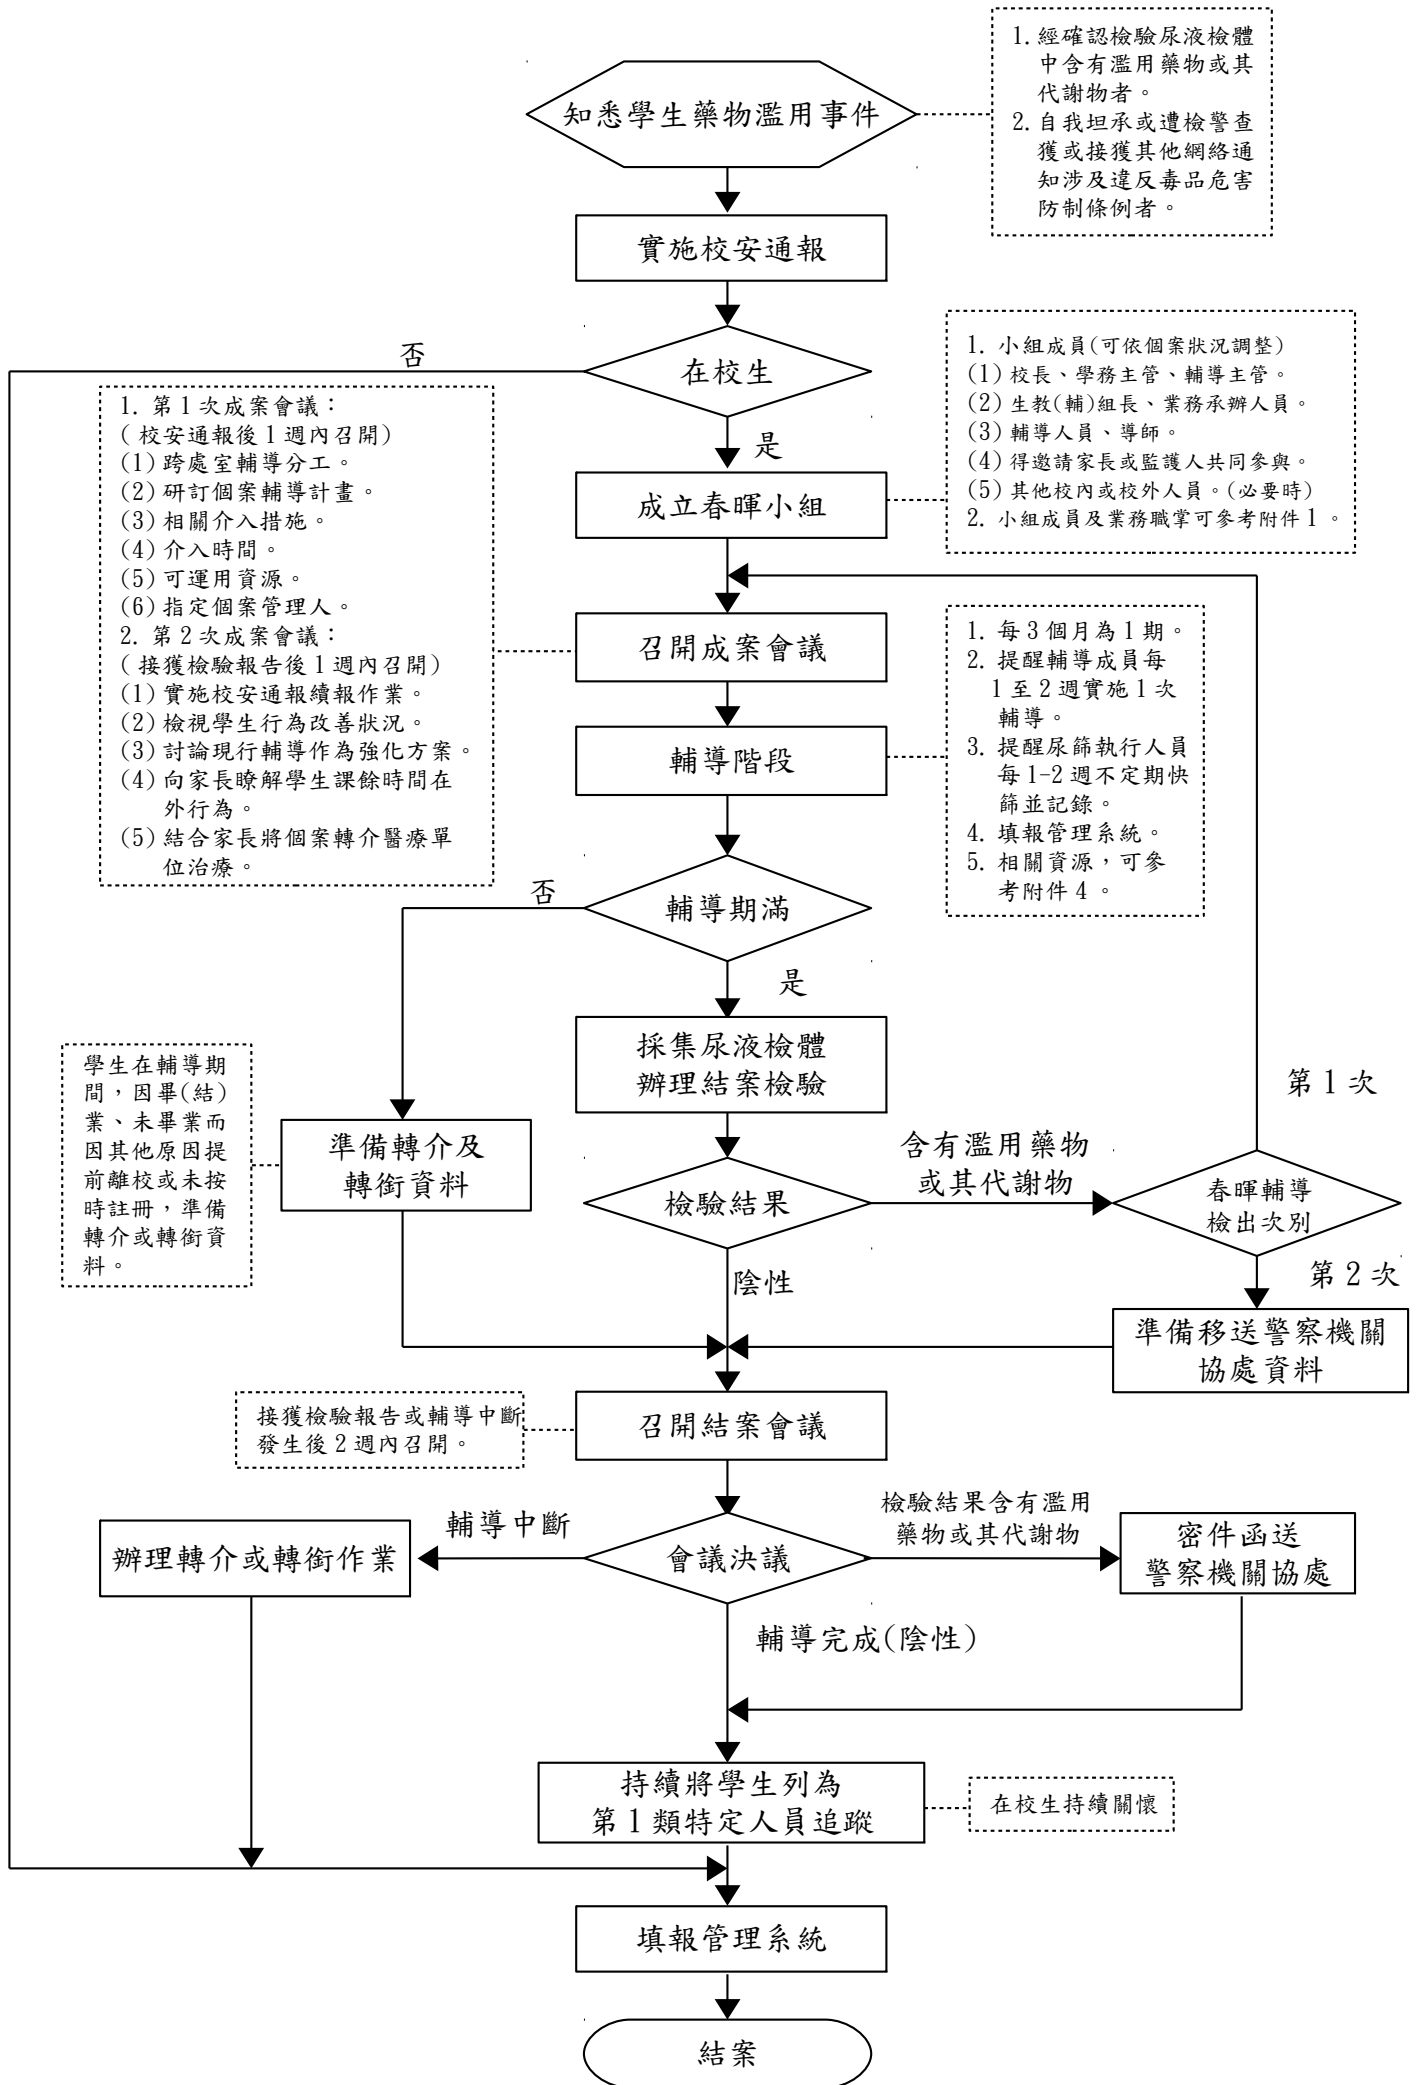 知悉學生藥物濫用事件
1. 經確認檢驗尿液檢體
中含有濫用藥物或其
代謝物者。
2. 自我坦承或遭檢警查
獲或接獲其他網絡通
知涉及違反毒品危害
防制條例者。
實施校安通報
否
在校生
是
1. 小組成員(可依個案狀況調整)
(1) 校長、學務主管、輔導主管。
(2) 生教(輔)組長、業務承辦人員。
(3) 輔導人員、導師。
(4) 得邀請家長或監護人共同參與。
(5) 其他校內或校外人員。(必要時)
2. 小組成員及業務職掌可參考附件 1 。
成立春暉小組
1. 第 1 次成案會議：
( 校安通報後 1 週內召開)
(1) 跨處室輔導分工。
(2) 研訂個案輔導計畫。
(3) 相關介入措施。
(4) 介入時間。
(5) 可運用資源。
(6) 指定個案管理人。
2. 第 2 次成案會議：
( 接獲檢驗報告後 1 週內召開)
(1) 實施校安通報續報作業。
(2) 檢視學生行為改善狀況。
(3) 討論現行輔導作為強化方案。
(4) 向家長瞭解學生課餘時間在
外行為。
(5) 結合家長將個案轉介醫療單
位治療。
召開成案會議
輔導階段
1. 每 3 個月為 1 期。
2. 提醒輔導成員每
1 至 2 週實施 1 次
輔導。
3. 提醒尿篩執行人員
每 1-2 週不定期快
篩並記錄。
4. 填報管理系統。
5. 相關資源，可參
考附件 4 。
否
輔導期滿
是
採集尿液檢體
辦理結案檢驗
學生在輔導期
間，因畢(結)
業、未畢業而
因其他原因提
前離校或未按
時註冊，準備
轉介或轉銜資
料。
準備轉介及
轉銜資料
檢驗結果
含有濫用藥物
或其代謝物
第 1 次
春暉輔導
檢出次別
第 2 次
陰性
準備移送警察機關
協處資料
接獲檢驗報告或輔導中斷
發生後 2 週內召開。
召開結案會議
輔導中斷
辦理轉介或轉銜作業
會議決議
檢驗結果含有濫用
藥物或其代謝物
密件函送
警察機關協處
輔導完成(陰性)
持續將學生列為
第 1 類特定人員追蹤
在校生持續關懷
填報管理系統
結案